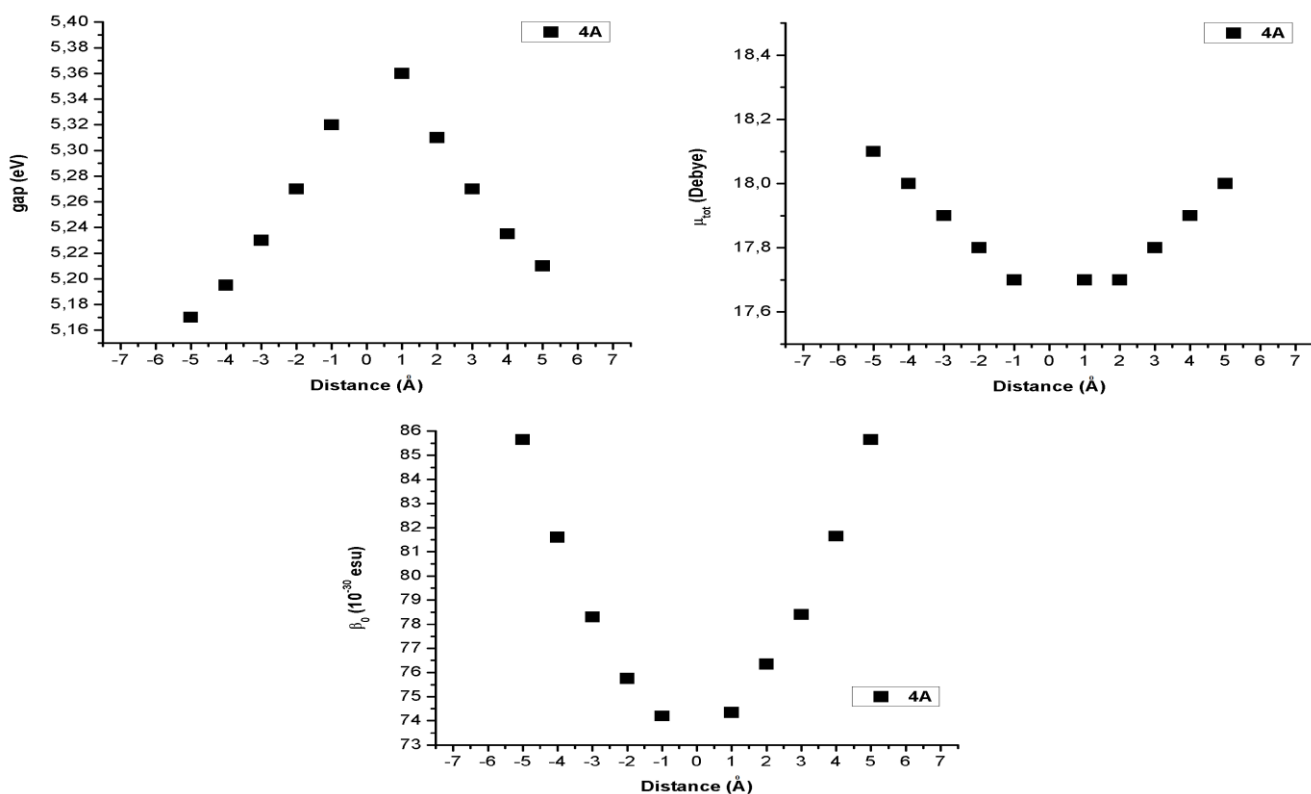 5,40
5,38
5,36
5,34
5,32
5,30
5,28
5,26
5,24
5,22
5,20
5,18
5,16
gap (eV)
4A
-7 -6 -5 -4 -3 -2 -1 0 1 2 3 4 5 6 7
Distance (Å)
18,4
18,2
18,0
17,8
17,6
μtot (Debye)
4A
-7 -6 -5 -4 -3 -2 -1 0 1 2 3 4 5 6 7
Distance (Å)
86
85
84
83
82
81
80
79
78
77
76
75
74
73
β0 (10-30 esu)
4A
-7 -6 -5 -4 -3 -2 -1 0 1 2 3 4 5 6 7
Distance (Å)